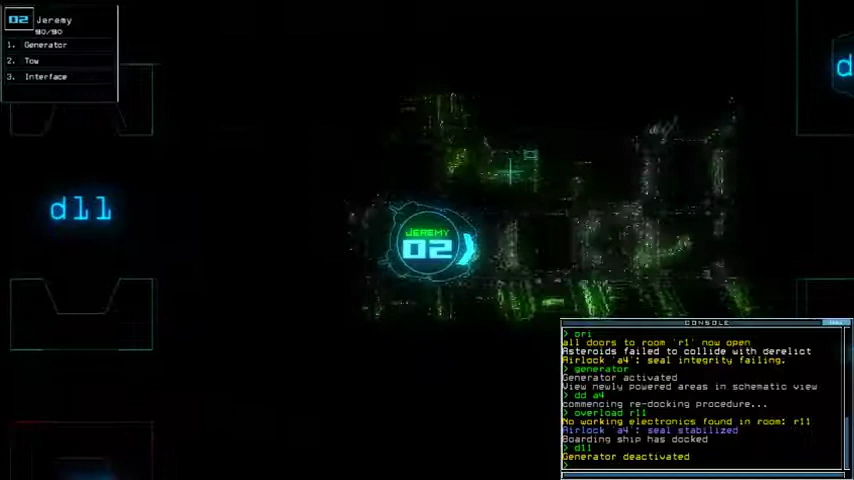 02 Jeremy
90/90
1. Generator
2. Tow
3. Interface
d
d11
JEREMY
02
CONSOLE
> ori
all doors to room 'r1' now open
Asteroids failed to collide with derelict
Airlock 'a4': seal integrity failing.
> generator
Generator activated
View newly powered areas in schematic view
> dd a4
commencing re-docking procedure...
> overload r11
No working electronics found in room: r11
Airlock 'a4': seal stabilized
Boarding ship has docked
> d11
Generator deactivated
>